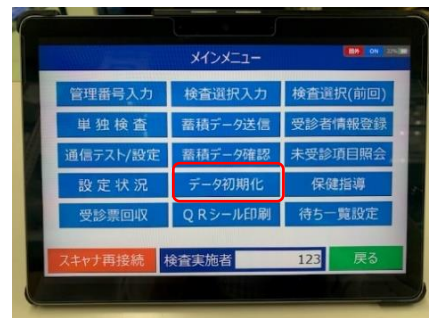 メインメニュー
圏外 ON
管理番号入力 検査選択入力 検査選択(前回)
単独検査 蓄積データ送信 受診者情報登録
通信テスト/設定 蓄積データ確認 未受診項目照会
設定状況 データ初期化 保健指導
受診票回収 QRシール印刷 待ち一覧設定
スキャナ再接続 検査実施者 123 戻る